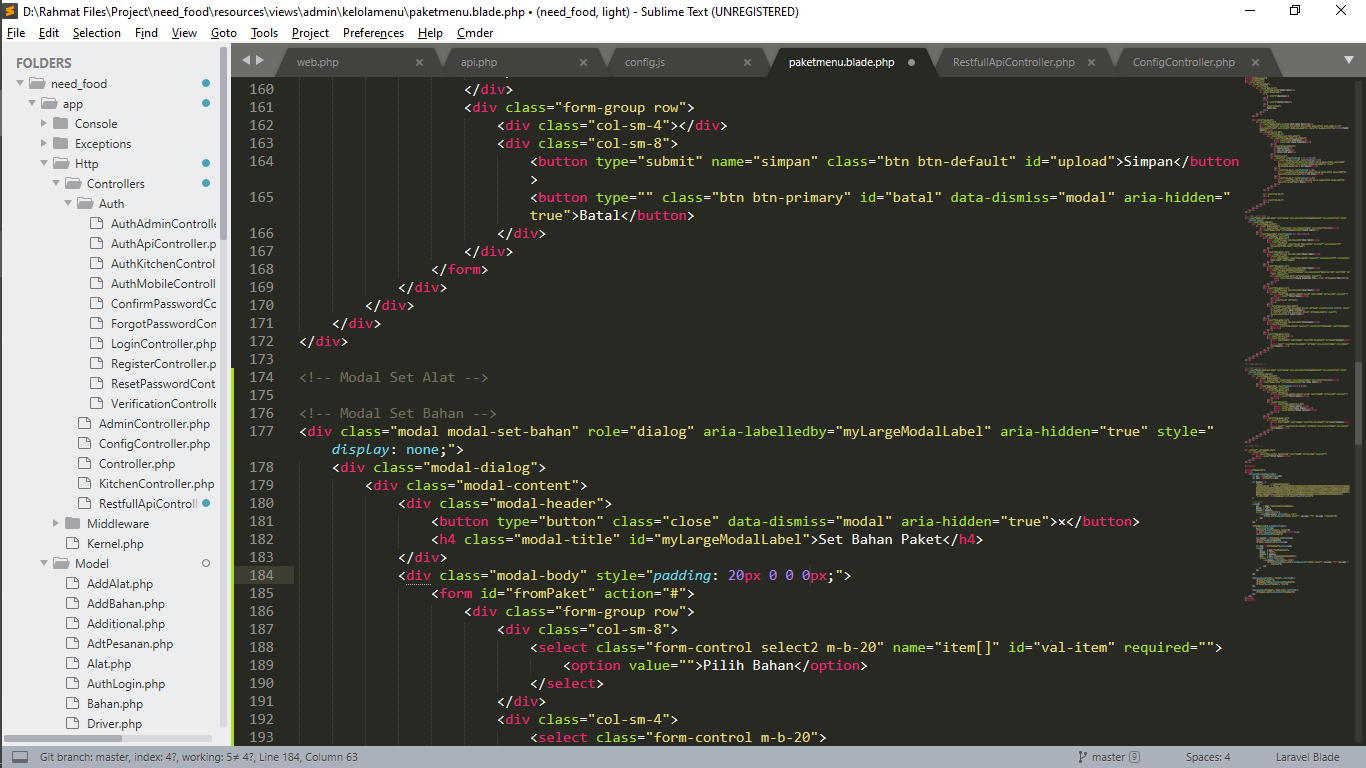 D:\Rahmat Files\Project\need_food\resources\views\admin\kelolamenu\paketmenu.blade.php • (need_food, light) - Sublime Text (UNREGISTERED)
File Edit Selection Find View Goto Tools Project Preferences Help Cmder
web.php × api.php × config.js × paketmenu.blade.php RestfullApiController.php × ConfigController.php ×
FOLDERS
need_food
app
Console
Exceptions
Http
Controllers
Auth
AuthAdminControlle
AuthApiController.p
AuthKitchenControl
AuthMobileControll
ConfirmPasswordCo
ForgotPasswordCon
LoginController.php
RegisterController.p
ResetPasswordCont
VerificationControlle
AdminController.php
ConfigController.php
Controller.php
KitchenController.php
RestfullApiControll
Middleware
Kernel.php
Model
AddAlat.php
AddBahan.php
Additional.php
AdtPesanan.php
Alat.php
AuthLogin.php
Bahan.php
Driver.php
160 </div>
161 <div class="form-group row">
162 <div class="col-sm-4"></div>
163 <div class="col-sm-8">
164 <button type="submit" name="simpan" class="btn btn-default" id="upload">Simpan</button
>
165 <button type="" class="btn btn-primary" id="batal" data-dismiss="modal" aria-hidden="
true">Batal</button>
166 </div>
167 </div>
168 </form>
169 </div>
170 </div>
171 </div>
172 </div>
173
174 <!-- Modal Set Alat -->
175
176 <!-- Modal Set Bahan -->
177 <div class="modal modal-set-bahan" role="dialog" aria-labelledby="myLargeModalLabel" aria-hidden="true" style="
display: none;">
178 <div class="modal-dialog">
179 <div class="modal-content">
180 <div class="modal-header">
181 <button type="button" class="close" data-dismiss="modal" aria-hidden="true">×</button>
182 <h4 class="modal-title" id="myLargeModalLabel">Set Bahan Paket</h4>
183 </div>
184 <div class="modal-body" style="padding: 20px 0 0 0px;">
185 <form id="fromPaket" action="#">
186 <div class="form-group row">
187 <div class="col-sm-8">
188 <select class="form-control select2 m-b-20" name="item[]" id="val-item" required="">
189 <option value="">Pilih Bahan</option>
190 </select>
191 </div>
192 <div class="col-sm-4">
193 <select class="form-control m-b-20">
Git branch: master, index: 4?, working: 5≠ 4?, Line 184, Column 63 master 9 Spaces: 4 Laravel Blade